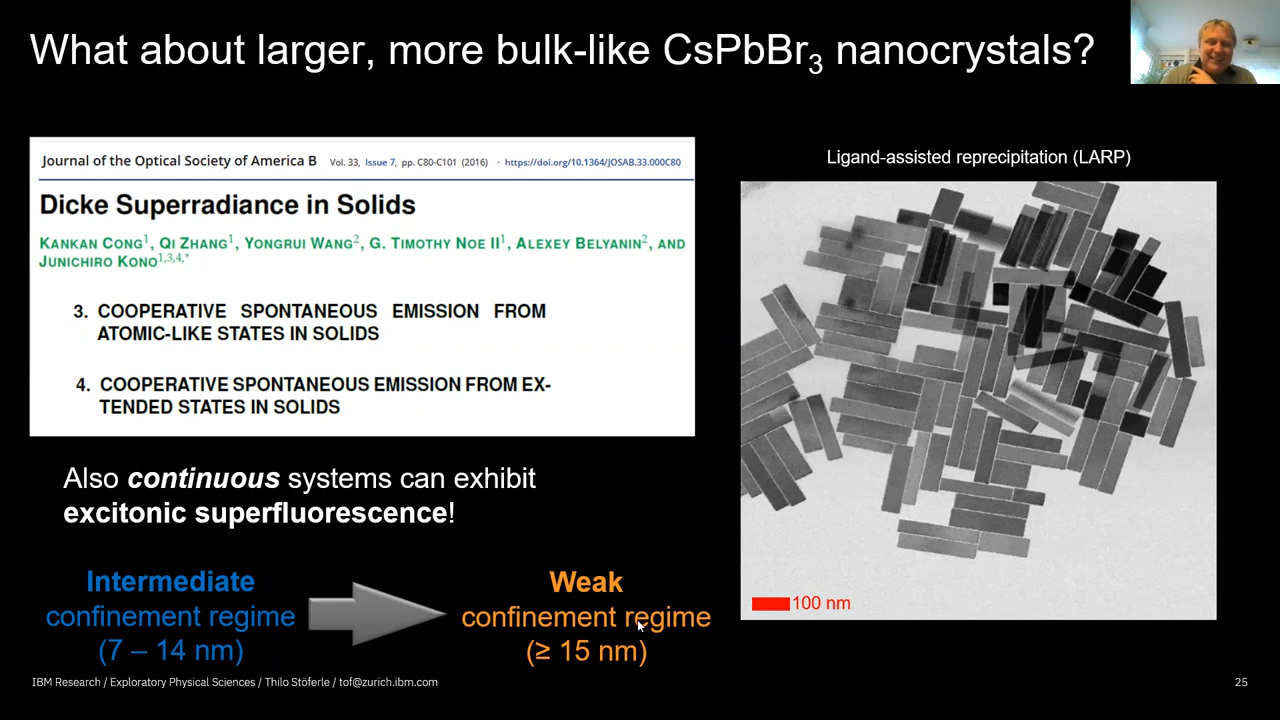 What about larger, more bulk-like CsPbBr₃ nanocrystals?
Journal of the Optical Society of America B Vol. 33, Issue 7, pp. C80-C101 (2016) · https://doi.org/10.1364/JOSAB.33.000C80
Dicke Superradiance in Solids
KANKAN CONG¹, QI ZHANG¹, YONGRUI WANG², G. TIMOTHY NOE II¹, ALEXEY BELYANIN², AND
JUNICHIRO KONO¹,³,⁴,*
3. COOPERATIVE SPONTANEOUS EMISSION FROM
ATOMIC-LIKE STATES IN SOLIDS
4. COOPERATIVE SPONTANEOUS EMISSION FROM EX-
TENDED STATES IN SOLIDS
Also continuous systems can exhibit
excitonic superfluorescence!
Intermediate
confinement regime
(7 – 14 nm)
Weak
confinement regime
(≥ 15 nm)
Ligand-assisted reprecipitation (LARP)
100 nm
IBM Research / Exploratory Physical Sciences / Thilo Stöferle / tof@zurich.ibm.com
25